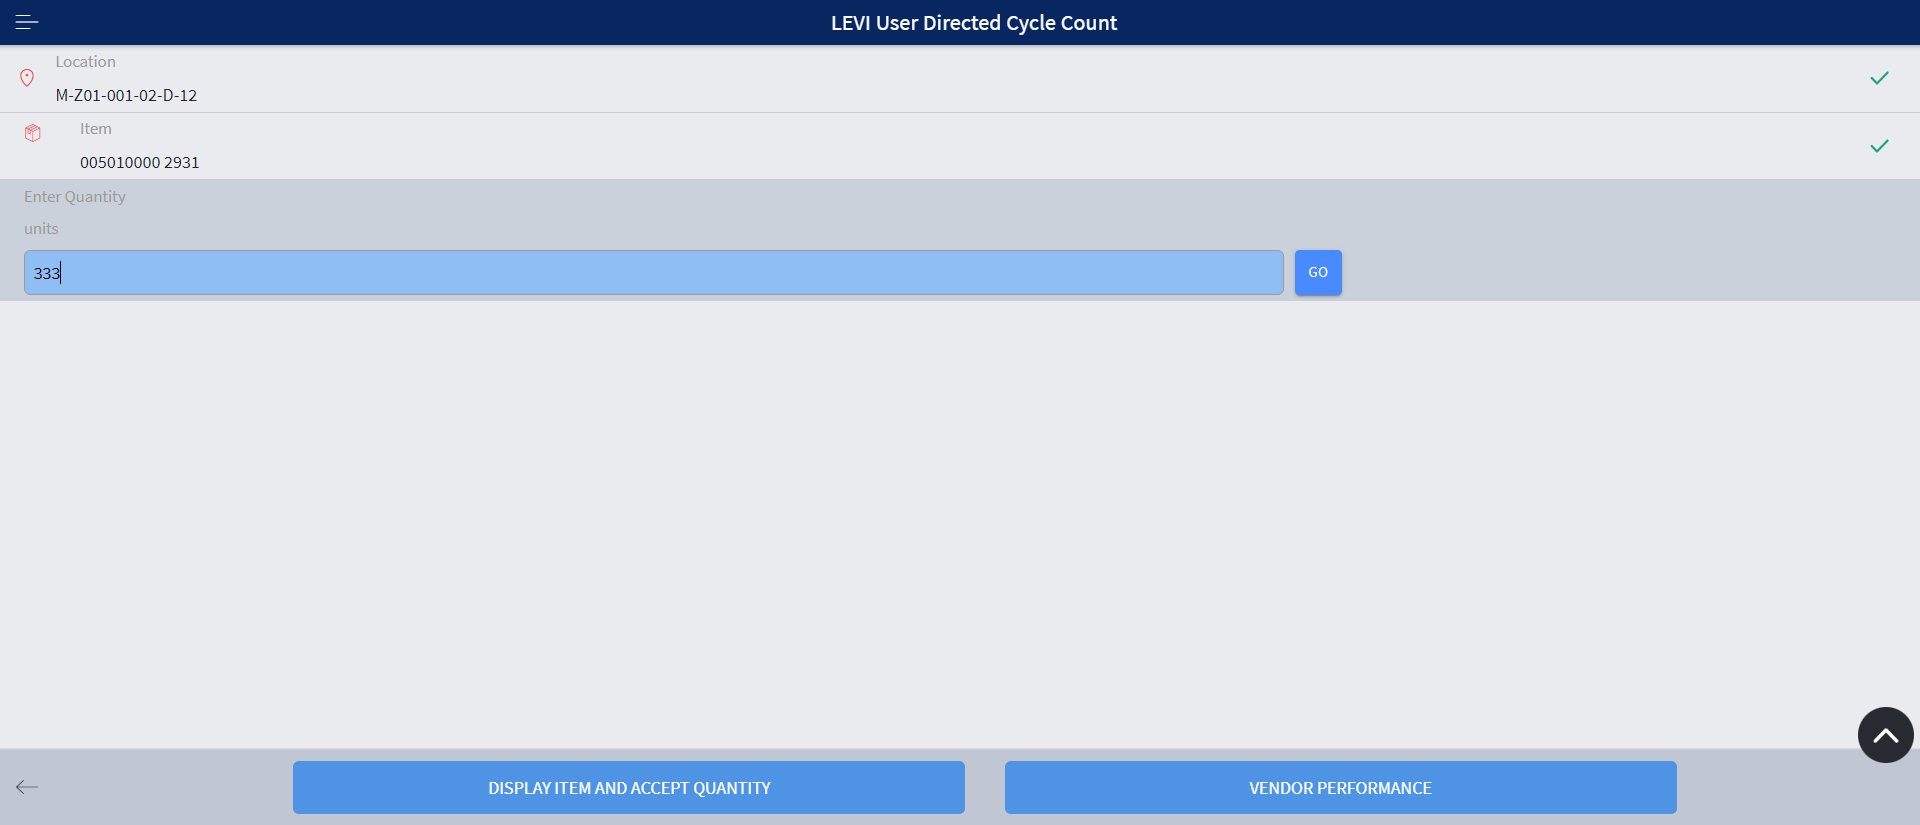 LEVI User Directed Cycle Count
Location
M-Z01-001-02-D-12
Item
005010000 2931
Enter Quantity
units
333
GO
DISPLAY ITEM AND ACCEPT QUANTITY
VENDOR PERFORMANCE